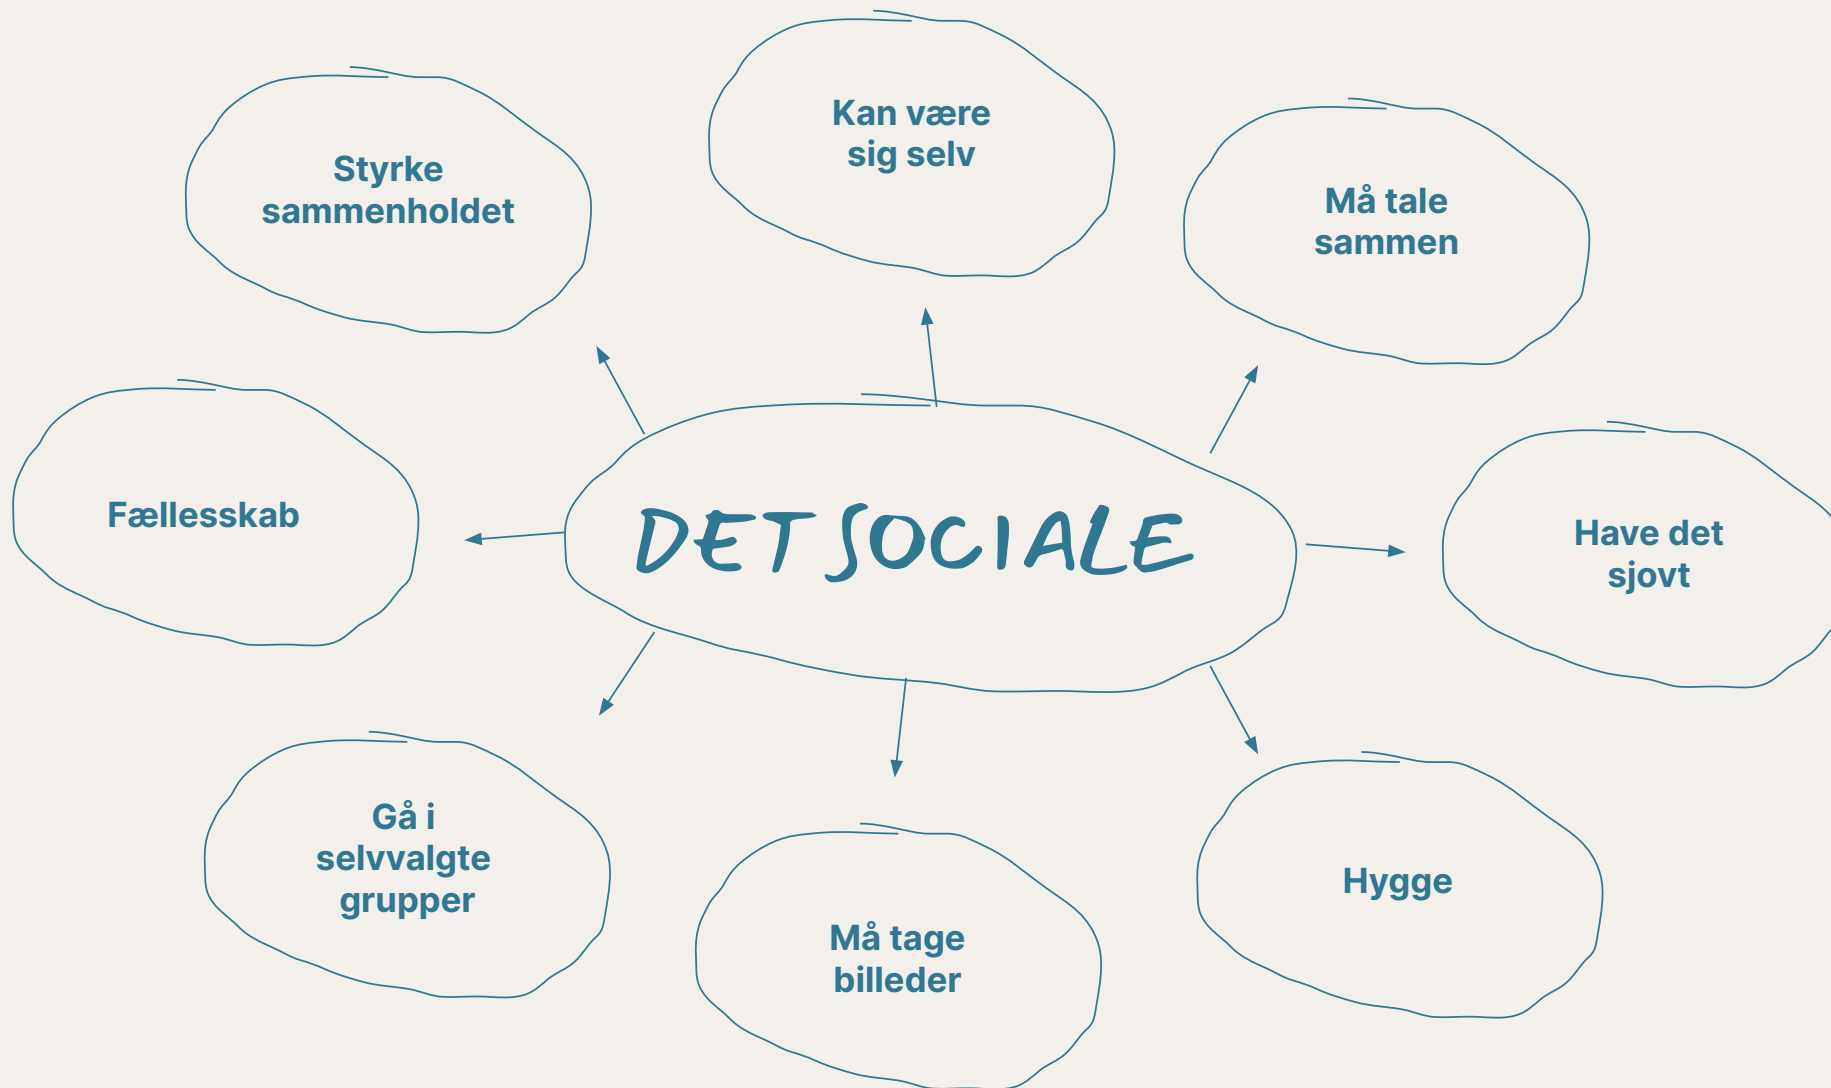 Kan være
sig selv
Styrke
sammenholdet
Må tale
sammen
Fællesskab
DET SOCIALE
Have det
sjovt
Gå i
selvvalgte
grupper
Hygge
Må tage
billeder